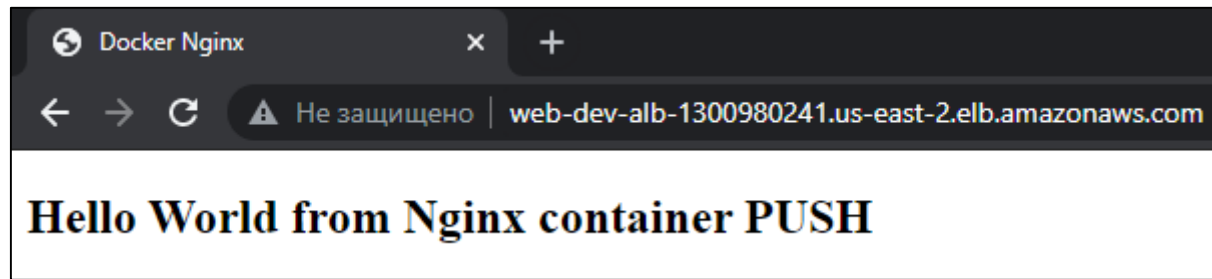 Docker Nginx
Не защищено | web-dev-alb-1300980241.us-east-2.elb.amazonaws.com
Hello World from Nginx container PUSH